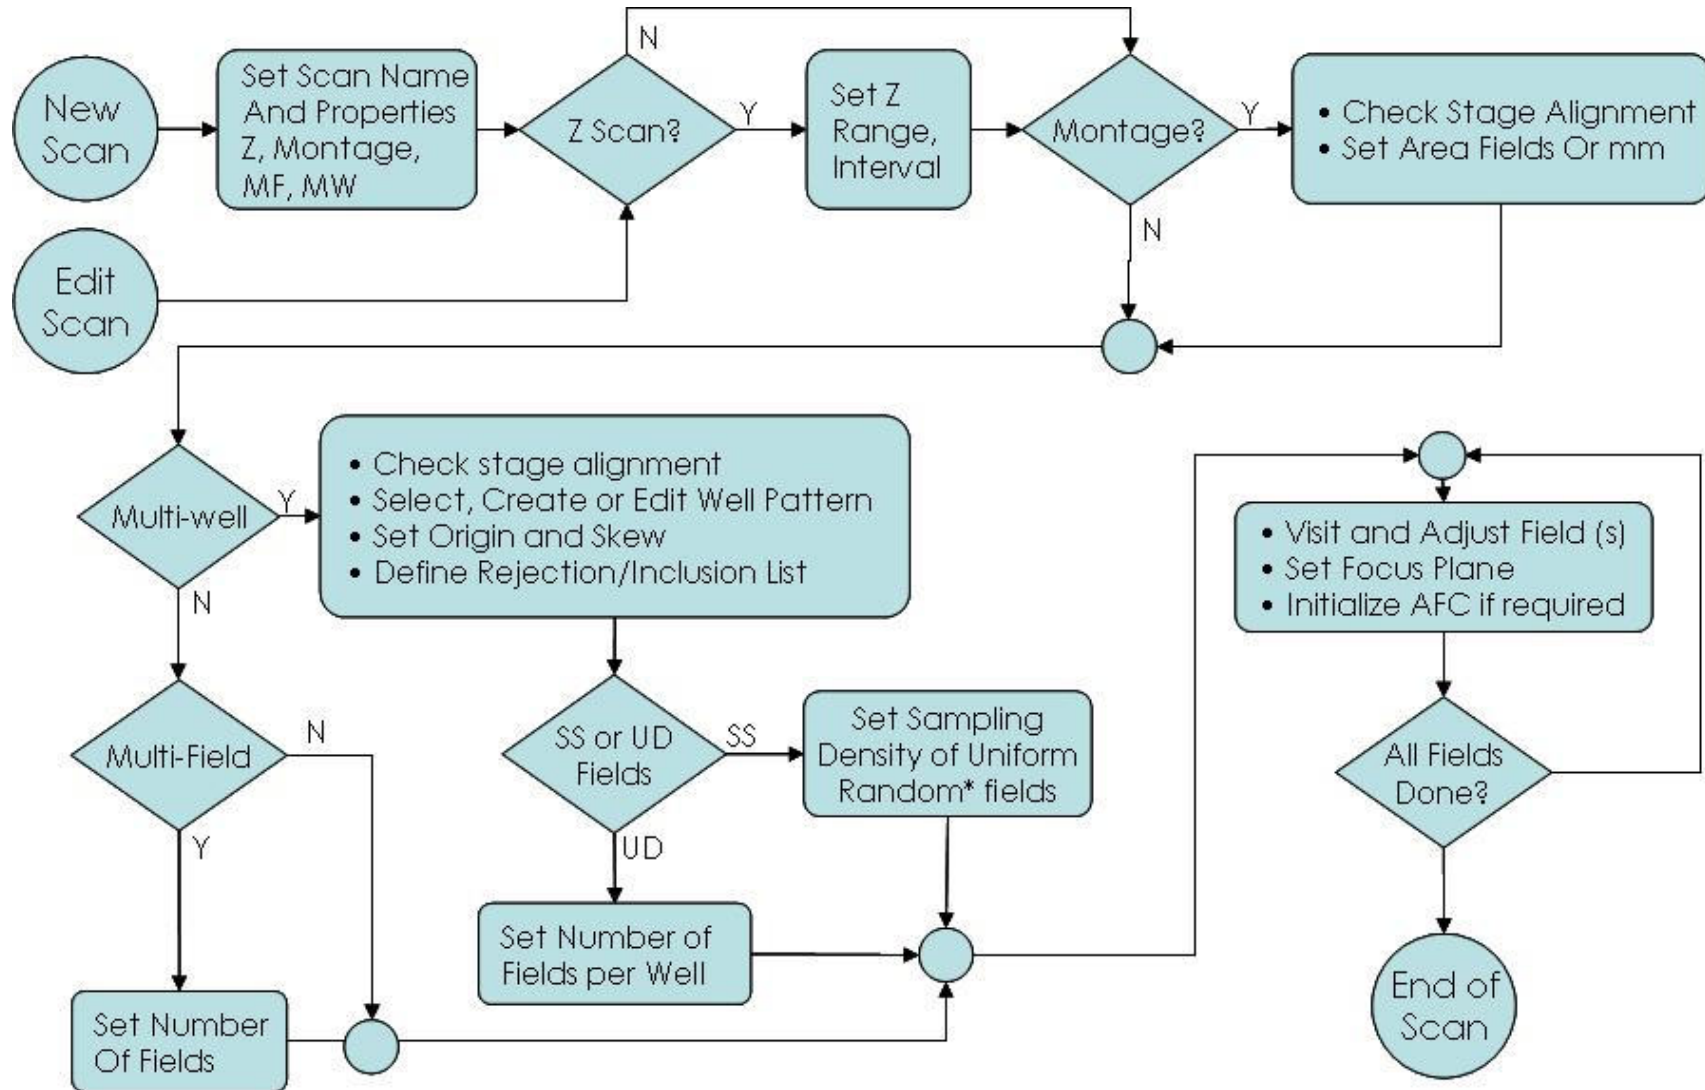 New
Scan
Set Scan Name
And Properties
Z, Montage,
MF, MW
Z Scan?
N
Y
Set Z
Range,
Interval
Montage?
Y
N
• Check Stage Alignment
• Set Area Fields Or mm
Edit
Scan
Multi-well
Y
N
• Check stage alignment
• Select, Create or Edit Well Pattern
• Set Origin and Skew
• Define Rejection/Inclusion List
Multi-Field
N
Y
Set Number
Of Fields
SS or UD
Fields
SS
UD
Set Sampling
Density of Uniform
Random* fields
Set Number of
Fields per Well
• Visit and Adjust Field (s)
• Set Focus Plane
• Initialize AFC if required
All Fields
Done?
End of
Scan